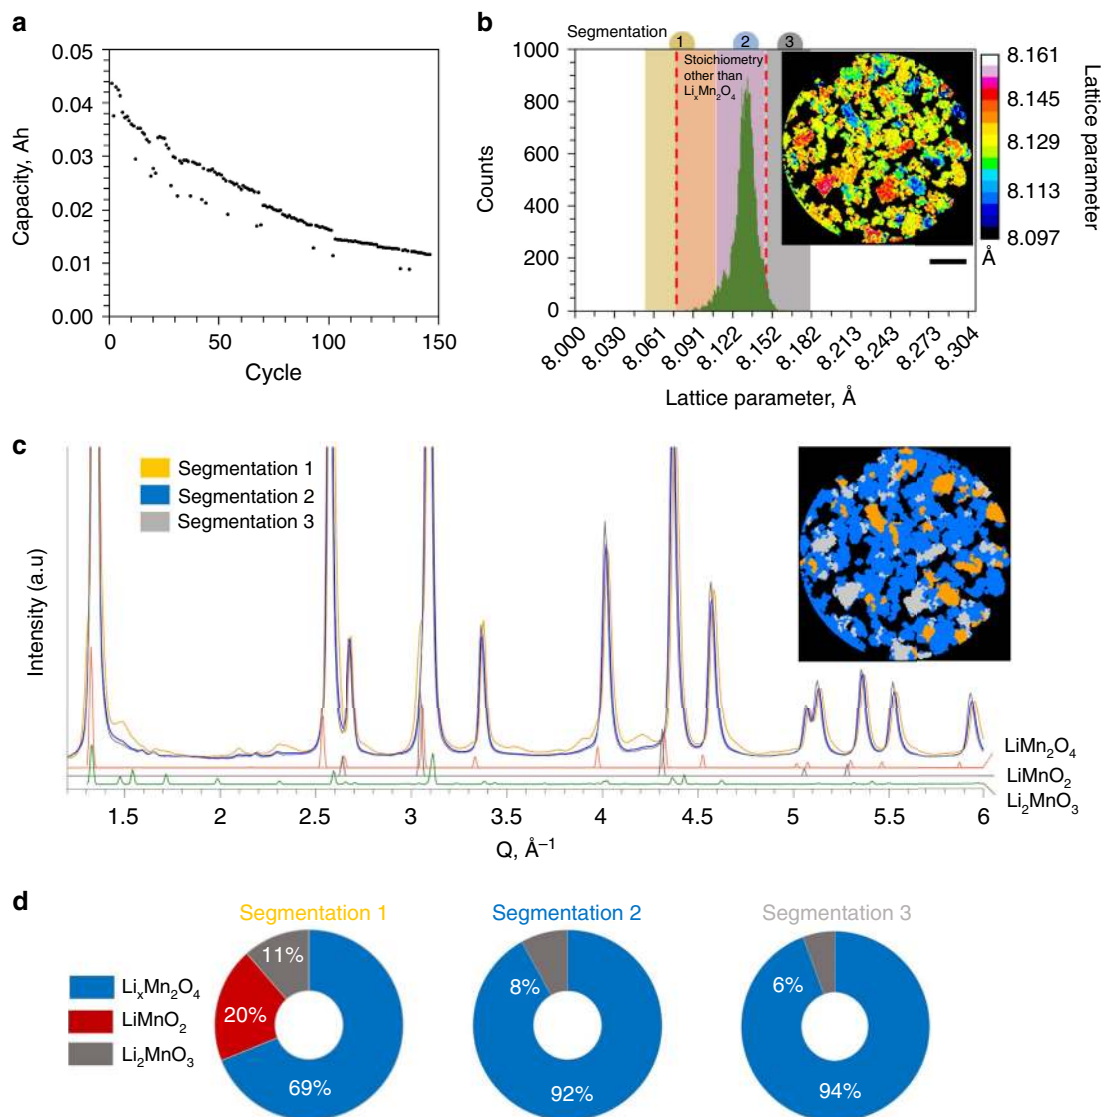 a
0.05
0.04
0.03
0.02
0.01
0.00
Capacity, Ah
0
50
100
150
Cycle
b
Segmentation
1
2
3
Stoichiometry
other than
LiₓMn₂O₄
1000
800
600
400
200
0
Counts
8.000
8.030
8.061
8.091
8.122
8.152
8.182
8.213
8.243
8.273
8.304
Lattice parameter, Å
8.161
8.145
8.129
8.113
8.097
Å
Lattice parameter
c
Segmentation 1
Segmentation 2
Segmentation 3
Intensity (a.u)
LiMn₂O₄
LiMnO₂
Li₂MnO₃
1.5
2
2.5
3
3.5
4
4.5
5
5.5
6
Q, Å⁻¹
d
Segmentation 1
Segmentation 2
Segmentation 3
LiₓMn₂O₄
LiMnO₂
Li₂MnO₃
11%
20%
69%
8%
92%
6%
94%